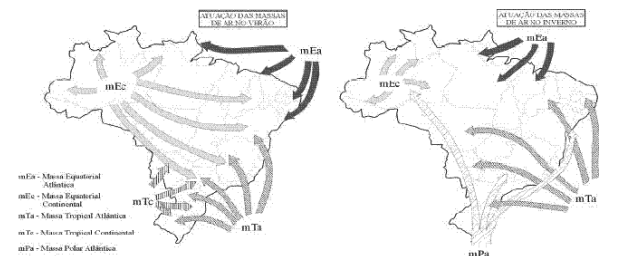 ATUAÇÃO DAS MASSAS
DE AR NO VERÃO
mEa
mEc
mTc
mTa
mEa - Massa Equatorial
Atlântica
mEc - Massa Equatorial
Continental
mTa - Massa Tropical Atlântica
mTc - Massa Tropical Continental
mPa - Massa Polar Atlântica
ATUAÇÃO DAS MASSAS
DE AR NO INVERNO
mEa
mEc
mTa
mPa